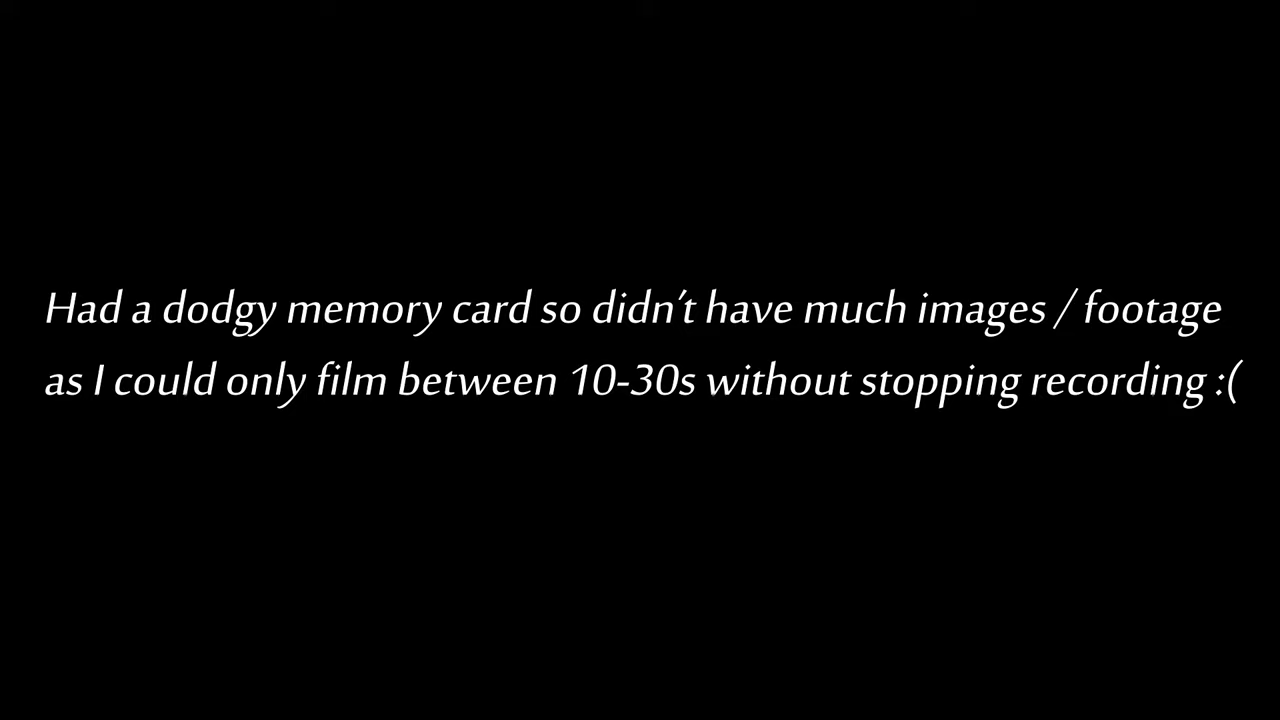 Had a dodgy memory card so didn't have much images / footage
as I could only film between 10-30s without stopping recording :(